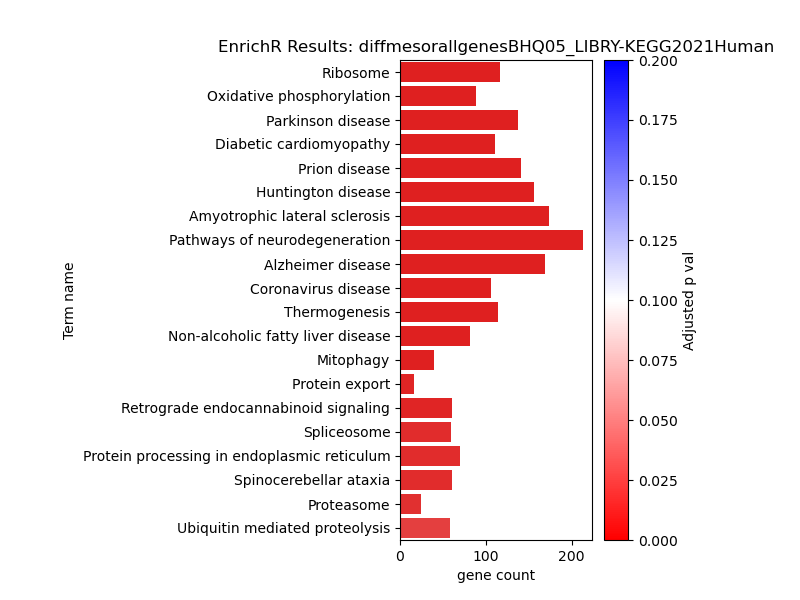 EnrichR Results: diffmesorallgenesBHQ05_LIBRY-KEGG2021Human
Term name
Ribosome
Oxidative phosphorylation
Parkinson disease
Diabetic cardiomyopathy
Prion disease
Huntington disease
Amyotrophic lateral sclerosis
Pathways of neurodegeneration
Alzheimer disease
Coronavirus disease
Thermogenesis
Non-alcoholic fatty liver disease
Mitophagy
Protein export
Retrograde endocannabinoid signaling
Spliceosome
Protein processing in endoplasmic reticulum
Spinocerebellar ataxia
Proteasome
Ubiquitin mediated proteolysis
0 100 200
gene count
0.200
0.175
0.150
0.125
0.100
0.075
0.050
0.025
0.000
Adjusted p val